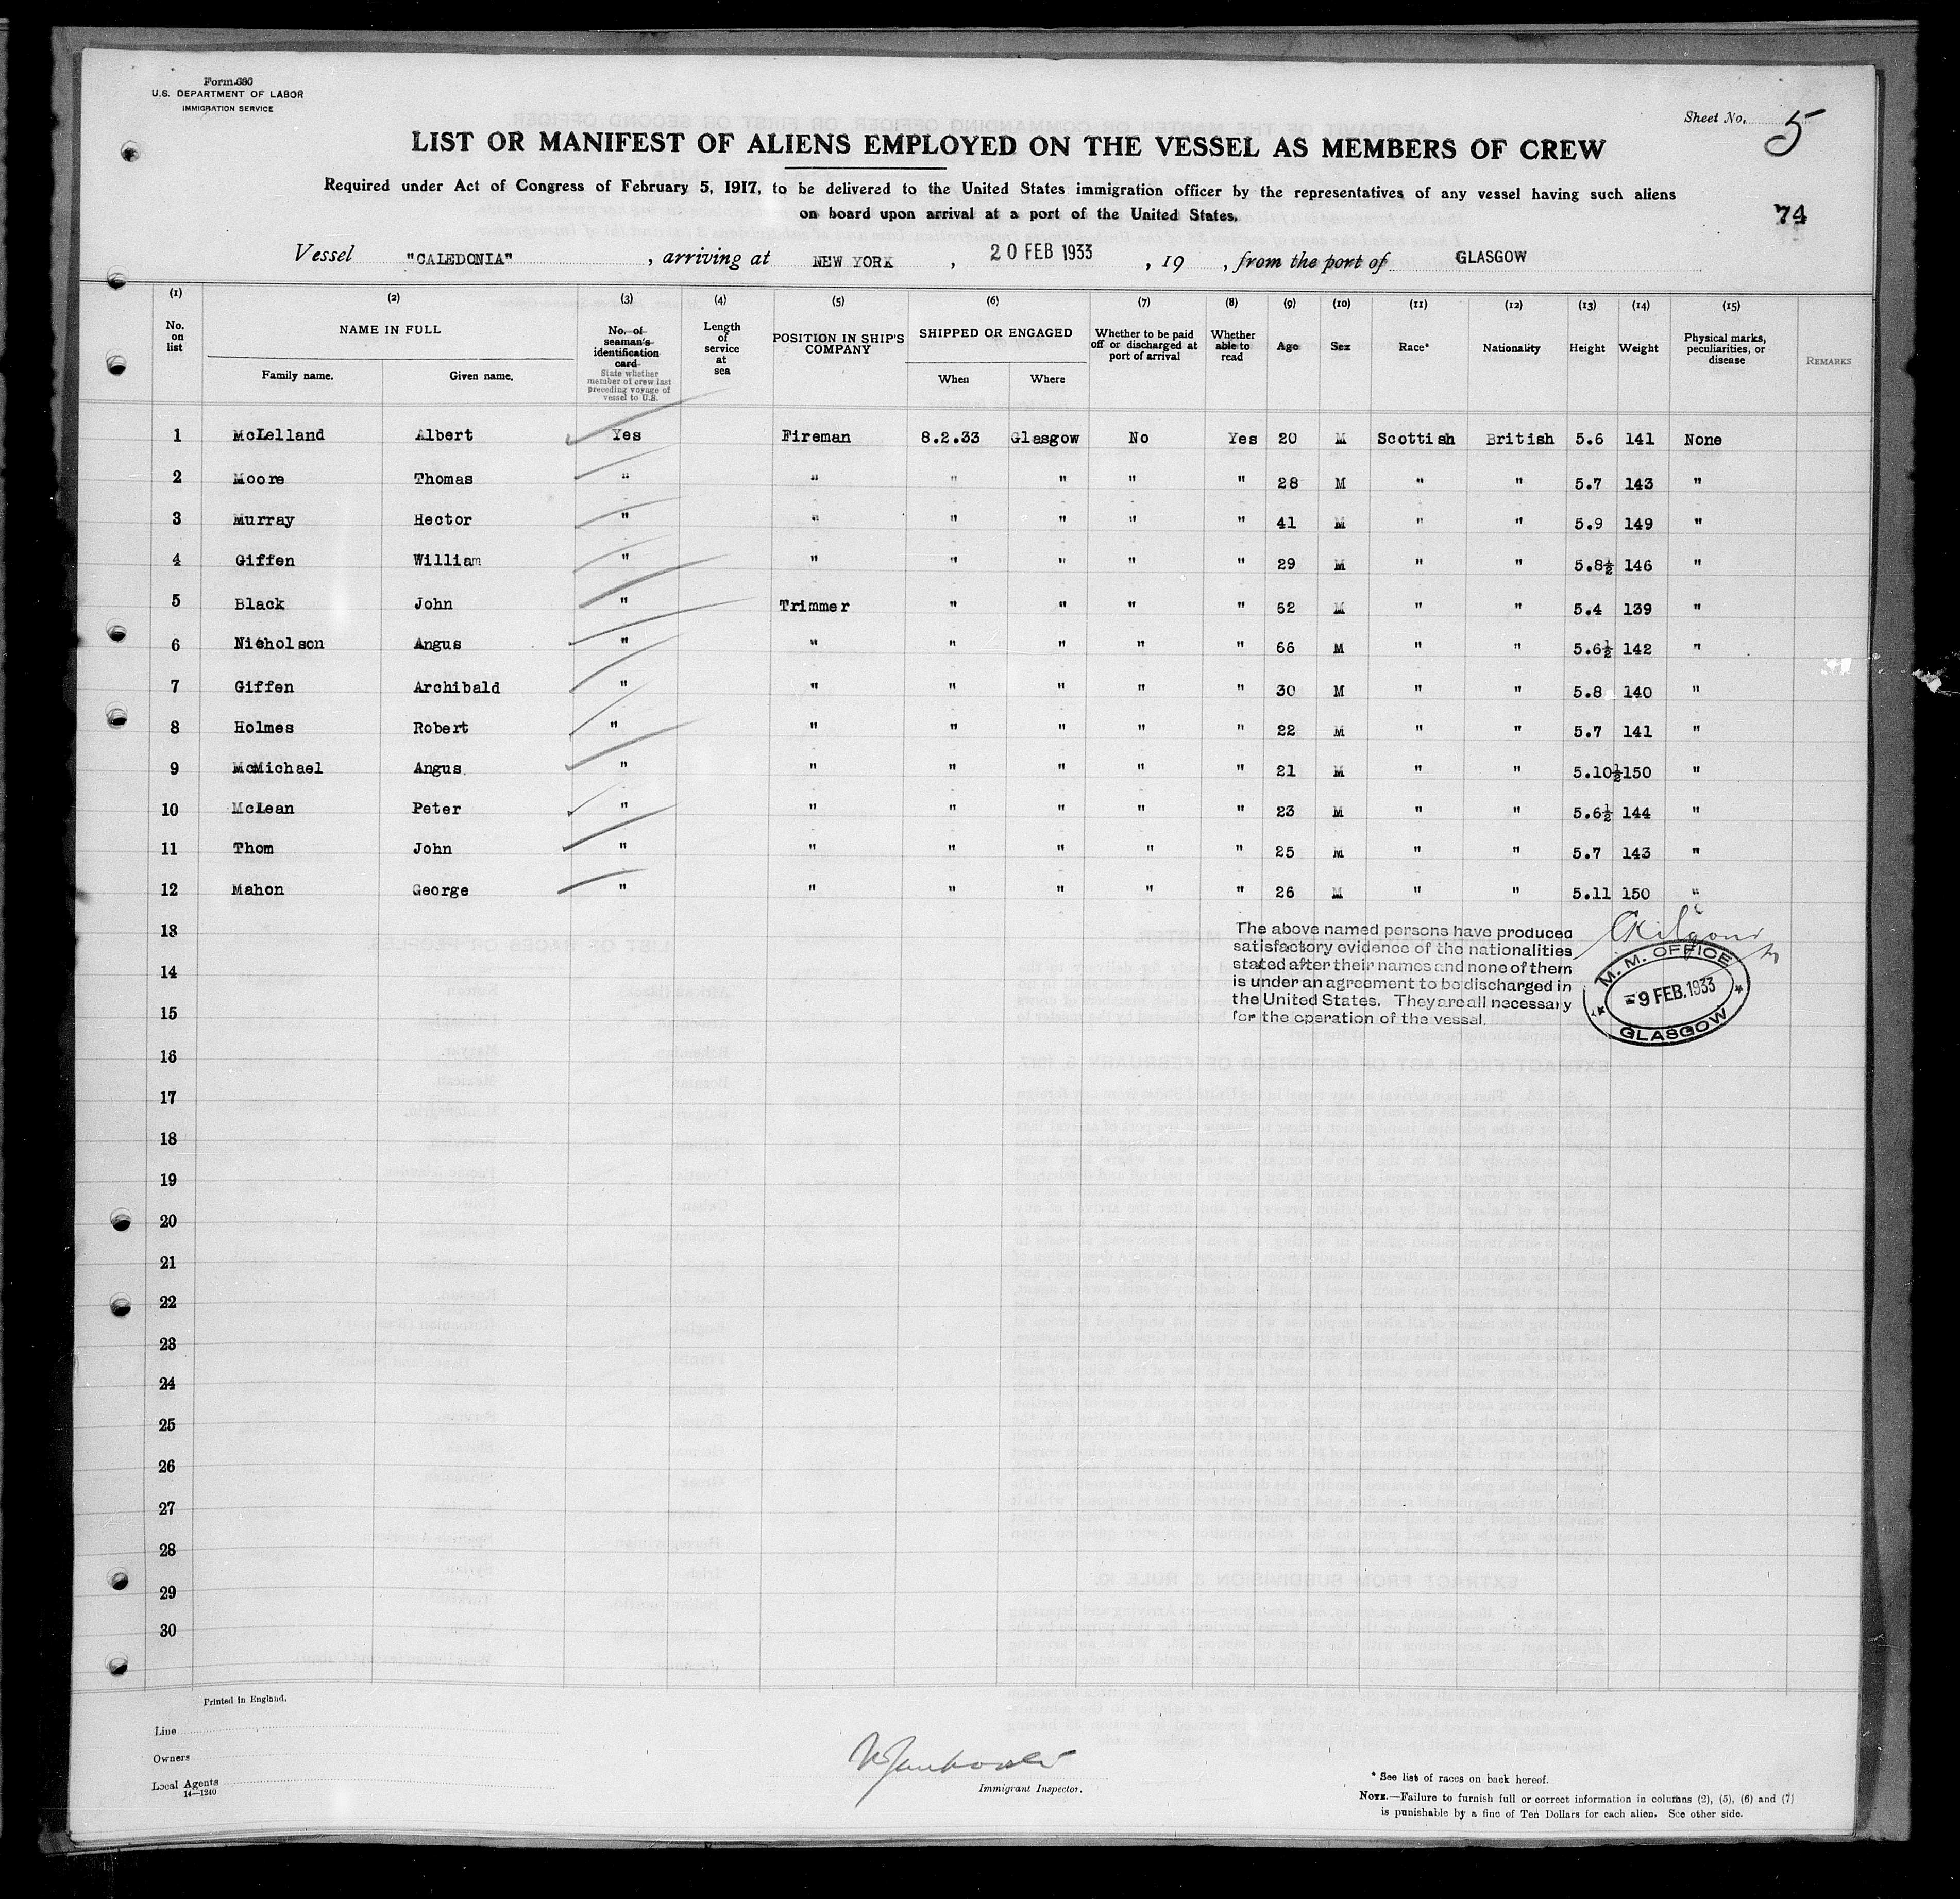 Form 680
U.S. DEPARTMENT OF LABOR
IMMIGRATION SERVICE
Sheet No. 5
LIST OR MANIFEST OF ALIENS EMPLOYED ON THE VESSEL AS MEMBERS OF CREW
Required under Act of Congress of February 5, 1917, to be delivered to the United States immigration officer by the representatives of any vessel having such aliens
on board upon arrival at a port of the United States.
74
Vessel "CALEDONIA", arriving at NEW YORK, 20 FEB 1933, 19 , from the port of GLASGOW
(1) (2) (3) (4) (5) (6) (7) (8) (9) (10) (11) (12) (13) (14) (15)
No. on list NAME IN FULL Family name. Given name. No. of seaman's identification card State whether member of crew last preceding voyage of vessel to U.S. Length of service at sea POSITION IN SHIP'S COMPANY SHIPPED OR ENGAGED When Where Whether to be paid off or discharged at port of arrival Whether able to read Age Sex Race* Nationality Height Weight Physical marks, peculiarities, or disease REMARKS
1 McLelland Albert Yes Fireman 8.2.33 Glasgow No Yes 20 M Scottish British 5.6 141 None
2 Moore Thomas " " " " " " 28 M " " 5.7 143 "
3 Murray Hector " " " " " " 41 M " " 5.9 149 "
4 Giffen William " " " " " " 29 M " " 5.8½ 146 "
5 Black John " Trimmer " " " " 52 M " " 5.4 139 "
6 Nicholson Angus " " " " " " 66 M " " 5.6½ 142 "
7 Giffen Archibald " " " " " " 30 M " " 5.8 140 "
8 Holmes Robert " " " " " " 22 M " " 5.7 141 "
9 McMichael Angus. " " " " " " 21 M " " 5.10½ 150 "
10 McLean Peter " " " " " " 23 M " " 5.6½ 144 "
11 Thom John " " " " " " 25 M " " 5.7 143 "
12 Mahon George " " " " " " 26 M " " 5.11 150 "
13
14
15
16
17
18
19
20
21
22
23
24
25
26
27
28
29
30
The above named persons have produced
satisfactory evidence of the nationalities
stated after their names and none of them
is under an agreement to be discharged in
the United States. They are all necessary
for the operation of the vessel.
M. M. OFFICE
9 FEB. 1933
GLASGOW
Printed in England.
Line
Owners
Local Agents
14—1240
Immigrant Inspector.
* See list of races on back hereof.
NOTE.—Failure to furnish full or correct information in columns (2), (5), (6) and (7)
is punishable by a fine of Ten Dollars for each alien. See other side.